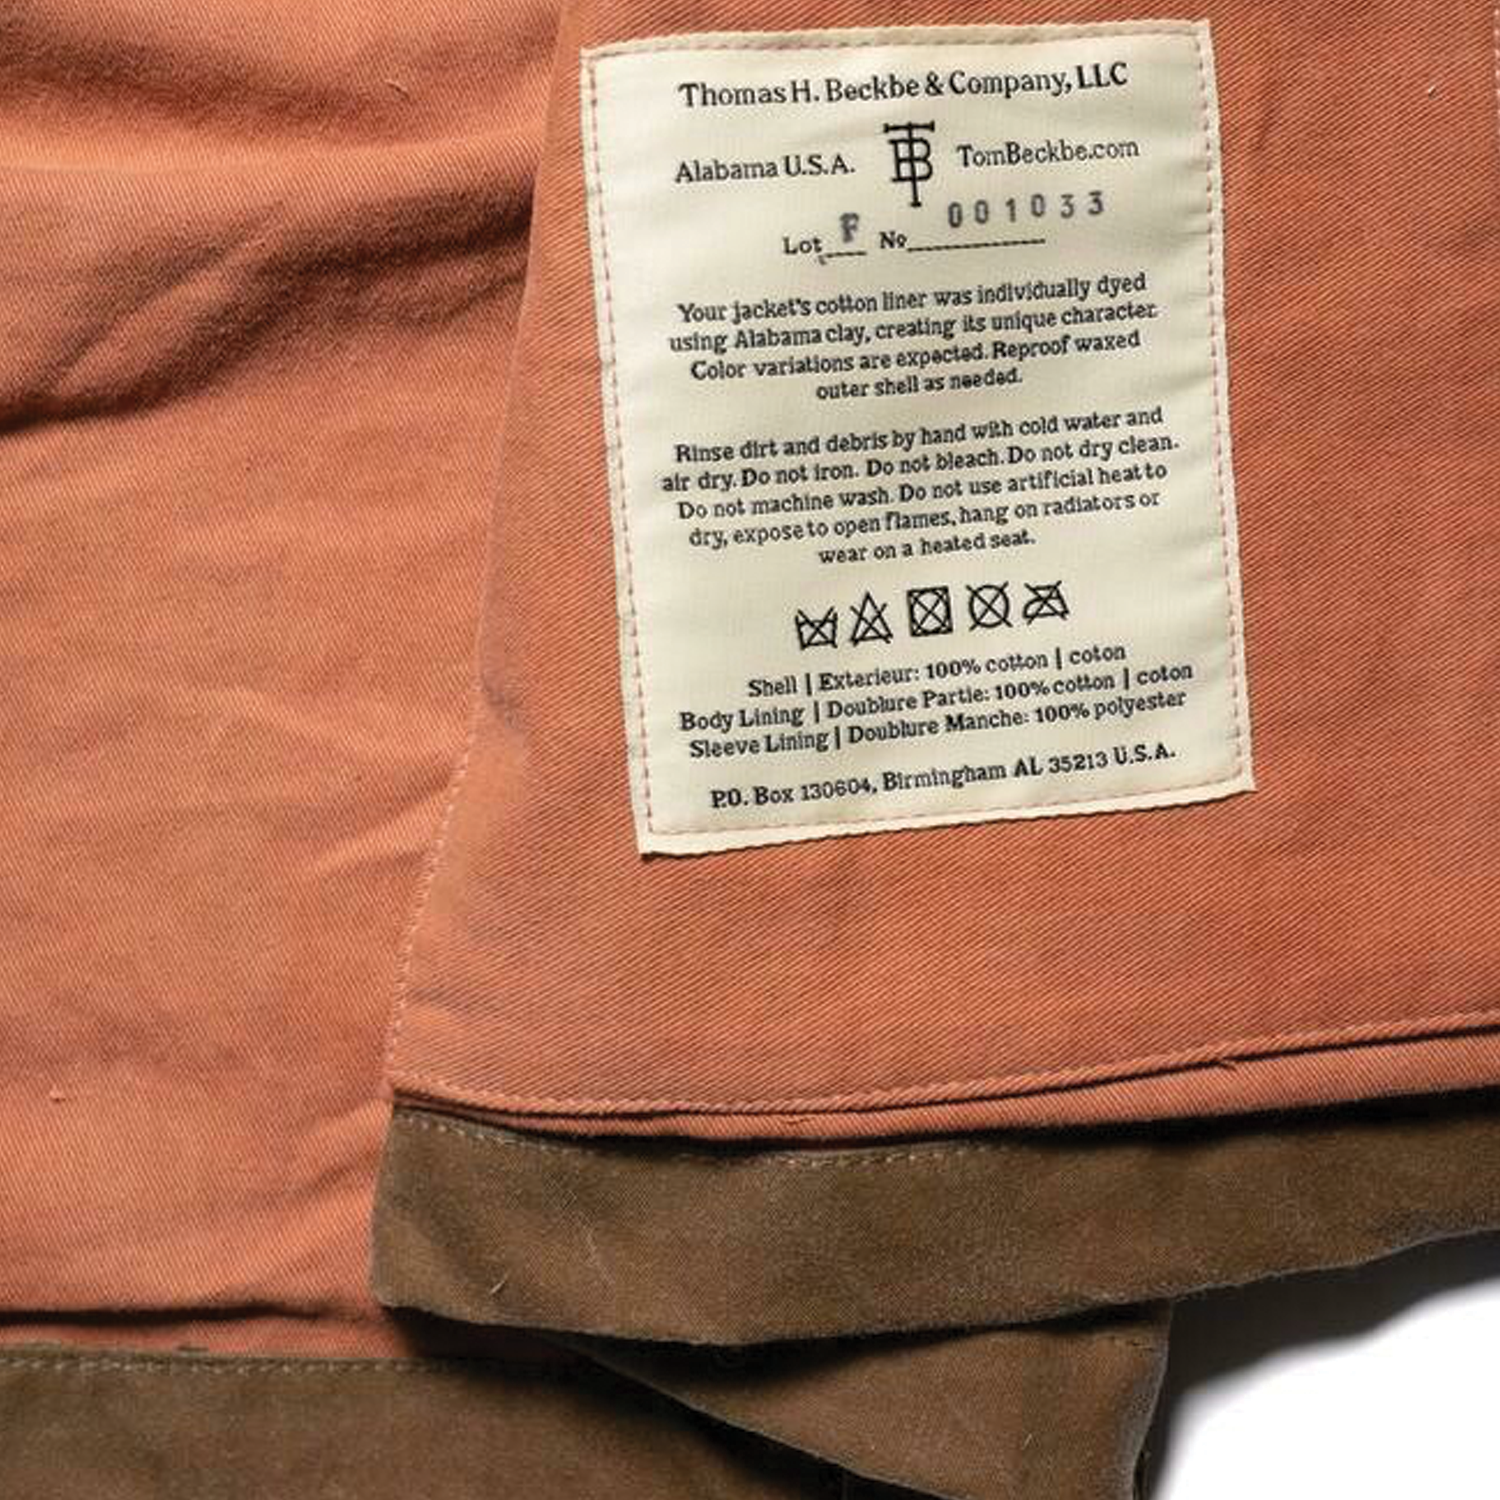 Thomas H. Beckbe & Company, LLC
Alabama U.S.A. TB TomBeckbe.com
Lot F No 001033
Your jacket's cotton liner was individually dyed
using Alabama clay, creating its unique character.
Color variations are expected. Reproof waxed
outer shell as needed.
Rinse dirt and debris by hand with cold water and
air dry. Do not iron. Do not bleach. Do not dry clean.
Do not machine wash. Do not use artificial heat to
dry, expose to open flames, hang on radiators or
wear on a heated seat.
Shell | Exterieur: 100% cotton | coton
Body Lining | Doublure Partie: 100% cotton | coton
Sleeve Lining | Doublure Manche: 100% polyester
P.O. Box 130604, Birmingham AL 35213 U.S.A.